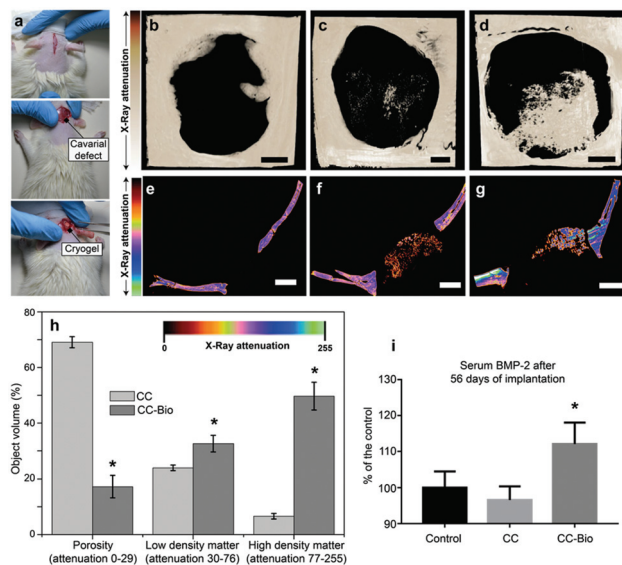 a
Cavarial
defect
Cryogel
X-Ray attenuation
b
c
d
X-Ray attenuation
e
f
g
h
80
60
40
20
0
Object volume (%)
0
X-Ray attenuation
255
CC
CC-Bio
*
*
*
Porosity
(attenuation 0-29)
Low density matter
(attenuation 30-76)
High density matter
(attenuation 77-255)
i
Serum BMP-2 after
56 days of implantation
% of the control
130
120
110
100
90
*
Control
CC
CC-Bio